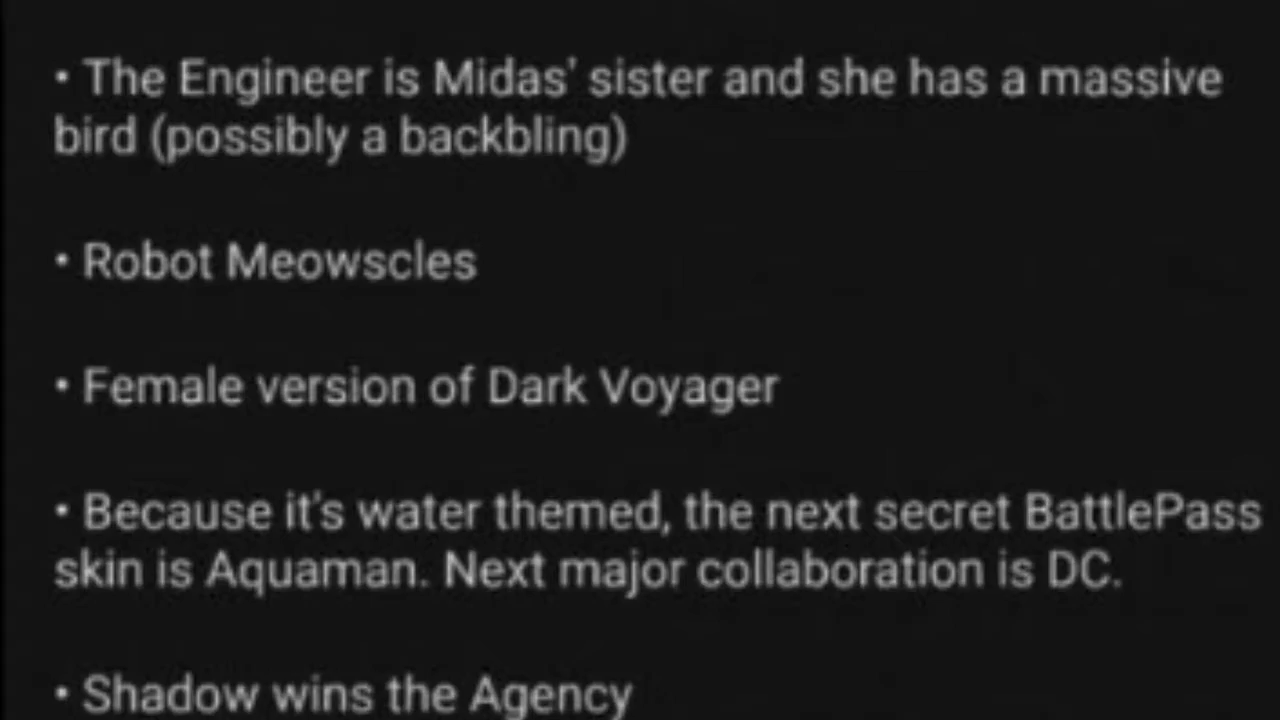 • The Engineer is Midas' sister and she has a massive
bird (possibly a backbling)
• Robot Meowscles
• Female version of Dark Voyager
• Because it's water themed, the next secret BattlePass
skin is Aquaman. Next major collaboration is DC.
• Shadow wins the Agency